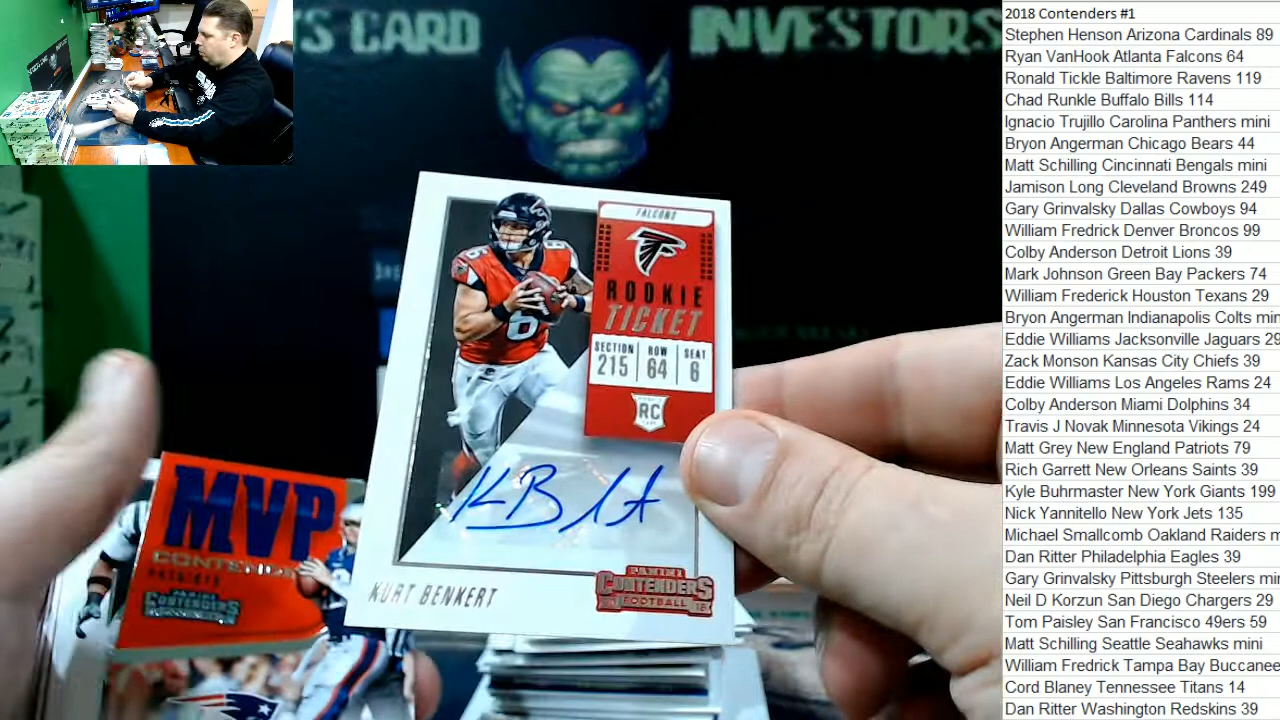 S CARD INVESTORS
FALCONS
ROOKIE
TICKET
SECTION ROW SEAT
215 64 6
RC
KURT BENKERT
PANINI
CONTENDERS
FOOTBALL
MVP
CONTENDERS
PATRIOTS
PANINI
CONTENDERS
2018 Contenders #1
Stephen Henson Arizona Cardinals 89
Ryan VanHook Atlanta Falcons 64
Ronald Tickle Baltimore Ravens 119
Chad Runkle Buffalo Bills 114
Ignacio Trujillo Carolina Panthers mini
Bryon Angerman Chicago Bears 44
Matt Schilling Cincinnati Bengals mini
Jamison Long Cleveland Browns 249
Gary Grinvalsky Dallas Cowboys 94
William Fredrick Denver Broncos 99
Colby Anderson Detroit Lions 39
Mark Johnson Green Bay Packers 74
William Frederick Houston Texans 29
Bryon Angerman Indianapolis Colts min
Eddie Williams Jacksonville Jaguars 29
Zack Monson Kansas City Chiefs 39
Eddie Williams Los Angeles Rams 24
Colby Anderson Miami Dolphins 34
Travis J Novak Minnesota Vikings 24
Matt Grey New England Patriots 79
Rich Garrett New Orleans Saints 39
Kyle Buhrmaster New York Giants 199
Nick Yannitello New York Jets 135
Michael Smallcomb Oakland Raiders m
Dan Ritter Philadelphia Eagles 39
Gary Grinvalsky Pittsburgh Steelers mini
Neil D Korzun San Diego Chargers 29
Tom Paisley San Francisco 49ers 59
Matt Schilling Seattle Seahawks mini
William Fredrick Tampa Bay Buccanee
Cord Blaney Tennessee Titans 14
Dan Ritter Washington Redskins 39